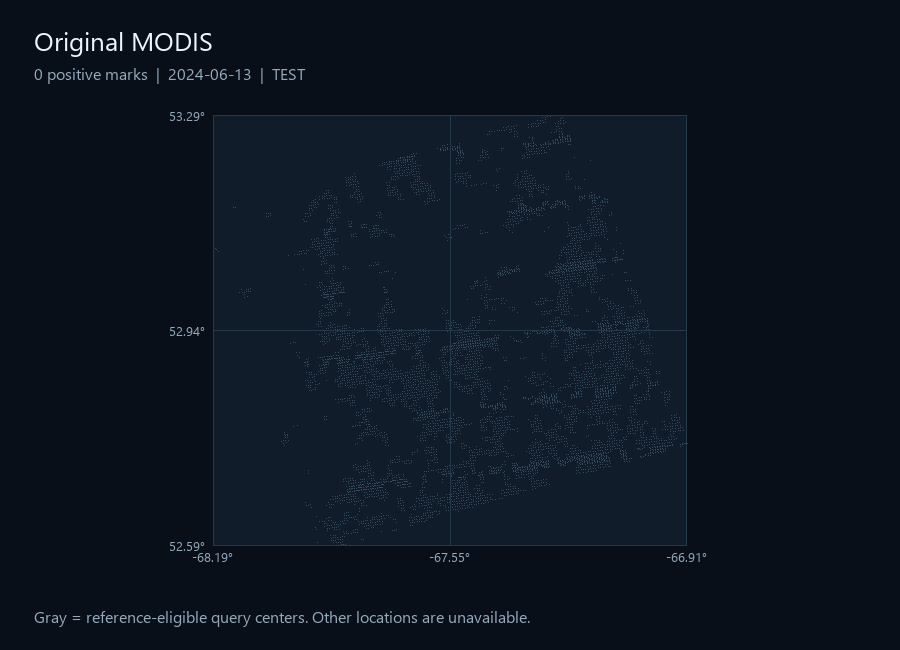 Original MODIS
0 positive marks | 2024-06-13 | TEST
53.29°
52.94°
52.59°
-68.19°
-67.55°
-66.91°
Gray = reference-eligible query centers. Other locations are unavailable.